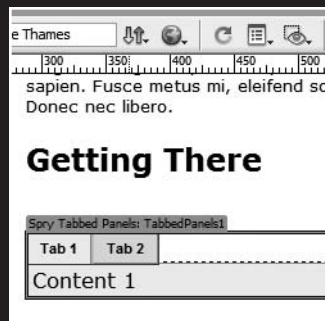 e Thames
300 350 400 450 500
sapien. Fusce metus mi, eleifend so
Donec nec libero.
Getting There
Spry Tabbed Panels: TabbedPanels1
Tab 1 Tab 2
Content 1